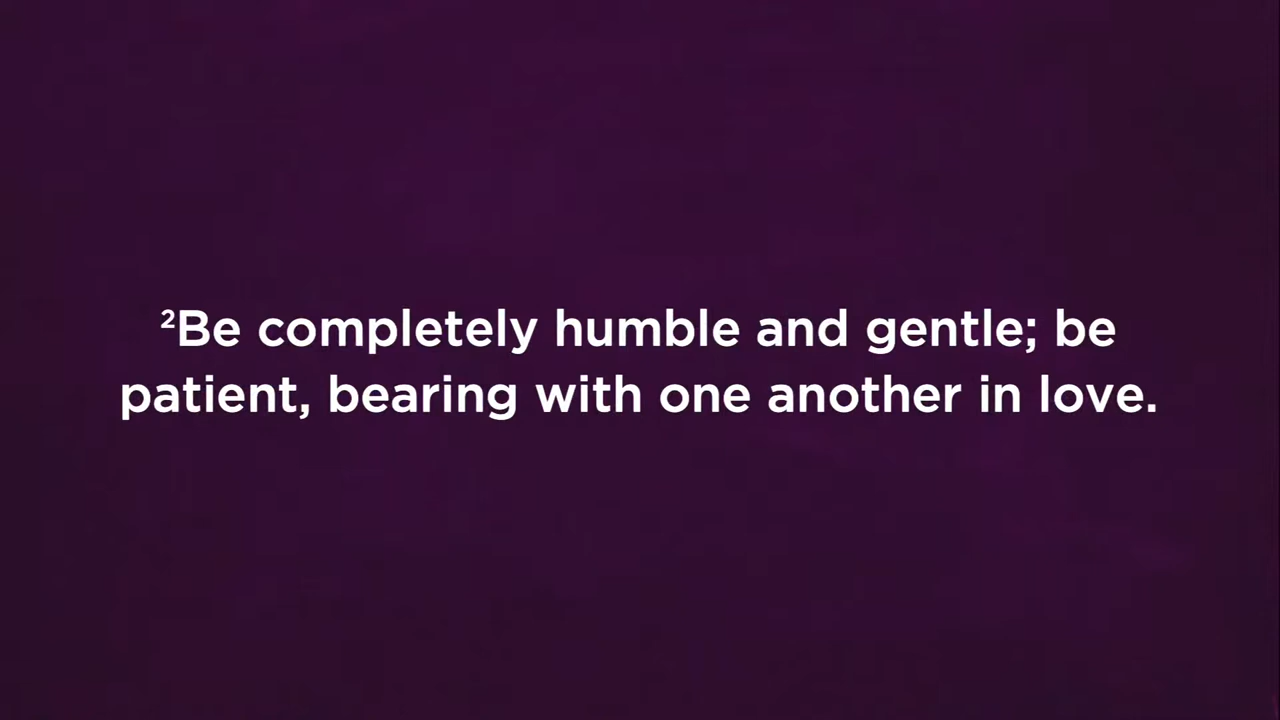 ²Be completely humble and gentle; be
patient, bearing with one another in love.